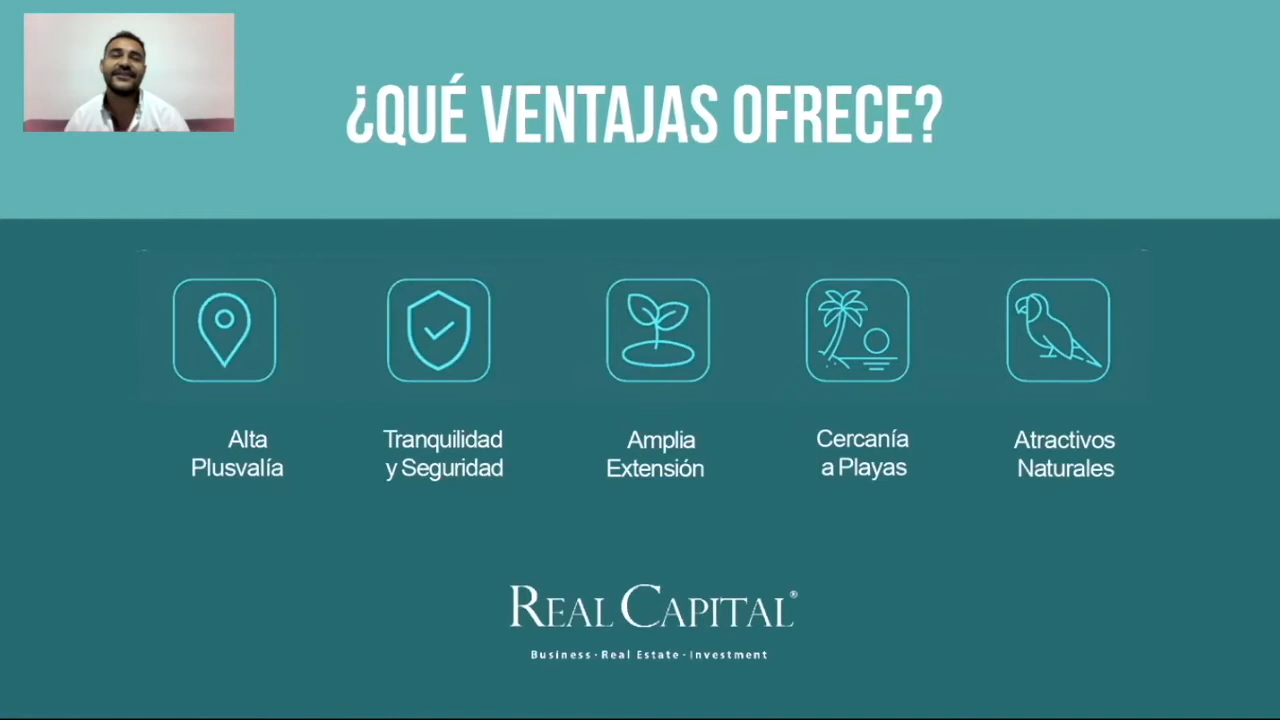 ¿QUÉ VENTAJAS OFRECE?
Alta
Plusvalía
Tranquilidad
y Seguridad
Amplia
Extensión
Cercanía
a Playas
Atractivos
Naturales
REAL CAPITAL®
Business · Real Estate · Investment